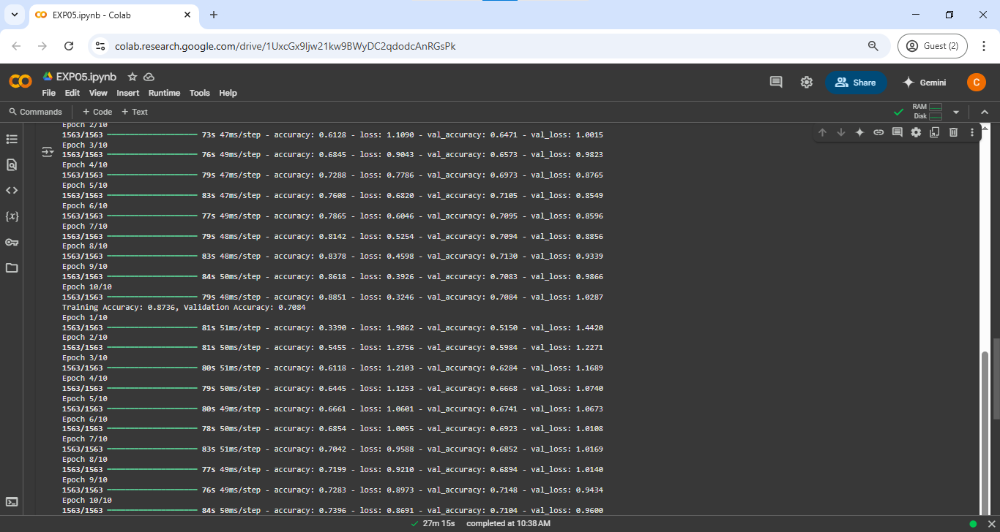 EXP05.ipynb - Colab
colab.research.google.com/drive/1UxcGx9ljw21kw9BWyDC2qdodcAnRGsPk
Guest (2)
EXP05.ipynb
File Edit View Insert Runtime Tools Help
Share
Gemini
C
Commands + Code + Text
RAM
Disk
Epoch 2/10
1563/1563 73s 47ms/step - accuracy: 0.6128 - loss: 1.1090 - val_accuracy: 0.6471 - val_loss: 1.0015
Epoch 3/10
1563/1563 76s 49ms/step - accuracy: 0.6845 - loss: 0.9043 - val_accuracy: 0.6573 - val_loss: 0.9823
Epoch 4/10
1563/1563 79s 47ms/step - accuracy: 0.7288 - loss: 0.7786 - val_accuracy: 0.6973 - val_loss: 0.8765
Epoch 5/10
1563/1563 83s 47ms/step - accuracy: 0.7608 - loss: 0.6820 - val_accuracy: 0.7105 - val_loss: 0.8549
Epoch 6/10
1563/1563 77s 49ms/step - accuracy: 0.7865 - loss: 0.6046 - val_accuracy: 0.7095 - val_loss: 0.8596
Epoch 7/10
1563/1563 79s 48ms/step - accuracy: 0.8142 - loss: 0.5254 - val_accuracy: 0.7094 - val_loss: 0.8856
Epoch 8/10
1563/1563 83s 48ms/step - accuracy: 0.8378 - loss: 0.4598 - val_accuracy: 0.7130 - val_loss: 0.9339
Epoch 9/10
1563/1563 84s 50ms/step - accuracy: 0.8618 - loss: 0.3926 - val_accuracy: 0.7083 - val_loss: 0.9866
Epoch 10/10
1563/1563 79s 48ms/step - accuracy: 0.8851 - loss: 0.3246 - val_accuracy: 0.7084 - val_loss: 1.0287
Training Accuracy: 0.8736, Validation Accuracy: 0.7084
Epoch 1/10
1563/1563 81s 51ms/step - accuracy: 0.3390 - loss: 1.9862 - val_accuracy: 0.5150 - val_loss: 1.4420
Epoch 2/10
1563/1563 81s 50ms/step - accuracy: 0.5455 - loss: 1.3756 - val_accuracy: 0.5984 - val_loss: 1.2271
Epoch 3/10
1563/1563 80s 51ms/step - accuracy: 0.6118 - loss: 1.2103 - val_accuracy: 0.6284 - val_loss: 1.1689
Epoch 4/10
1563/1563 79s 50ms/step - accuracy: 0.6445 - loss: 1.1253 - val_accuracy: 0.6668 - val_loss: 1.0740
Epoch 5/10
1563/1563 80s 49ms/step - accuracy: 0.6661 - loss: 1.0601 - val_accuracy: 0.6741 - val_loss: 1.0673
Epoch 6/10
1563/1563 78s 50ms/step - accuracy: 0.6854 - loss: 1.0055 - val_accuracy: 0.6923 - val_loss: 1.0108
Epoch 7/10
1563/1563 83s 51ms/step - accuracy: 0.7042 - loss: 0.9588 - val_accuracy: 0.6852 - val_loss: 1.0169
Epoch 8/10
1563/1563 77s 49ms/step - accuracy: 0.7199 - loss: 0.9210 - val_accuracy: 0.6894 - val_loss: 1.0140
Epoch 9/10
1563/1563 76s 49ms/step - accuracy: 0.7283 - loss: 0.8973 - val_accuracy: 0.7148 - val_loss: 0.9434
Epoch 10/10
1563/1563 84s 50ms/step - accuracy: 0.7396 - loss: 0.8691 - val_accuracy: 0.7104 - val_loss: 0.9600
27m 15s completed at 10:38 AM